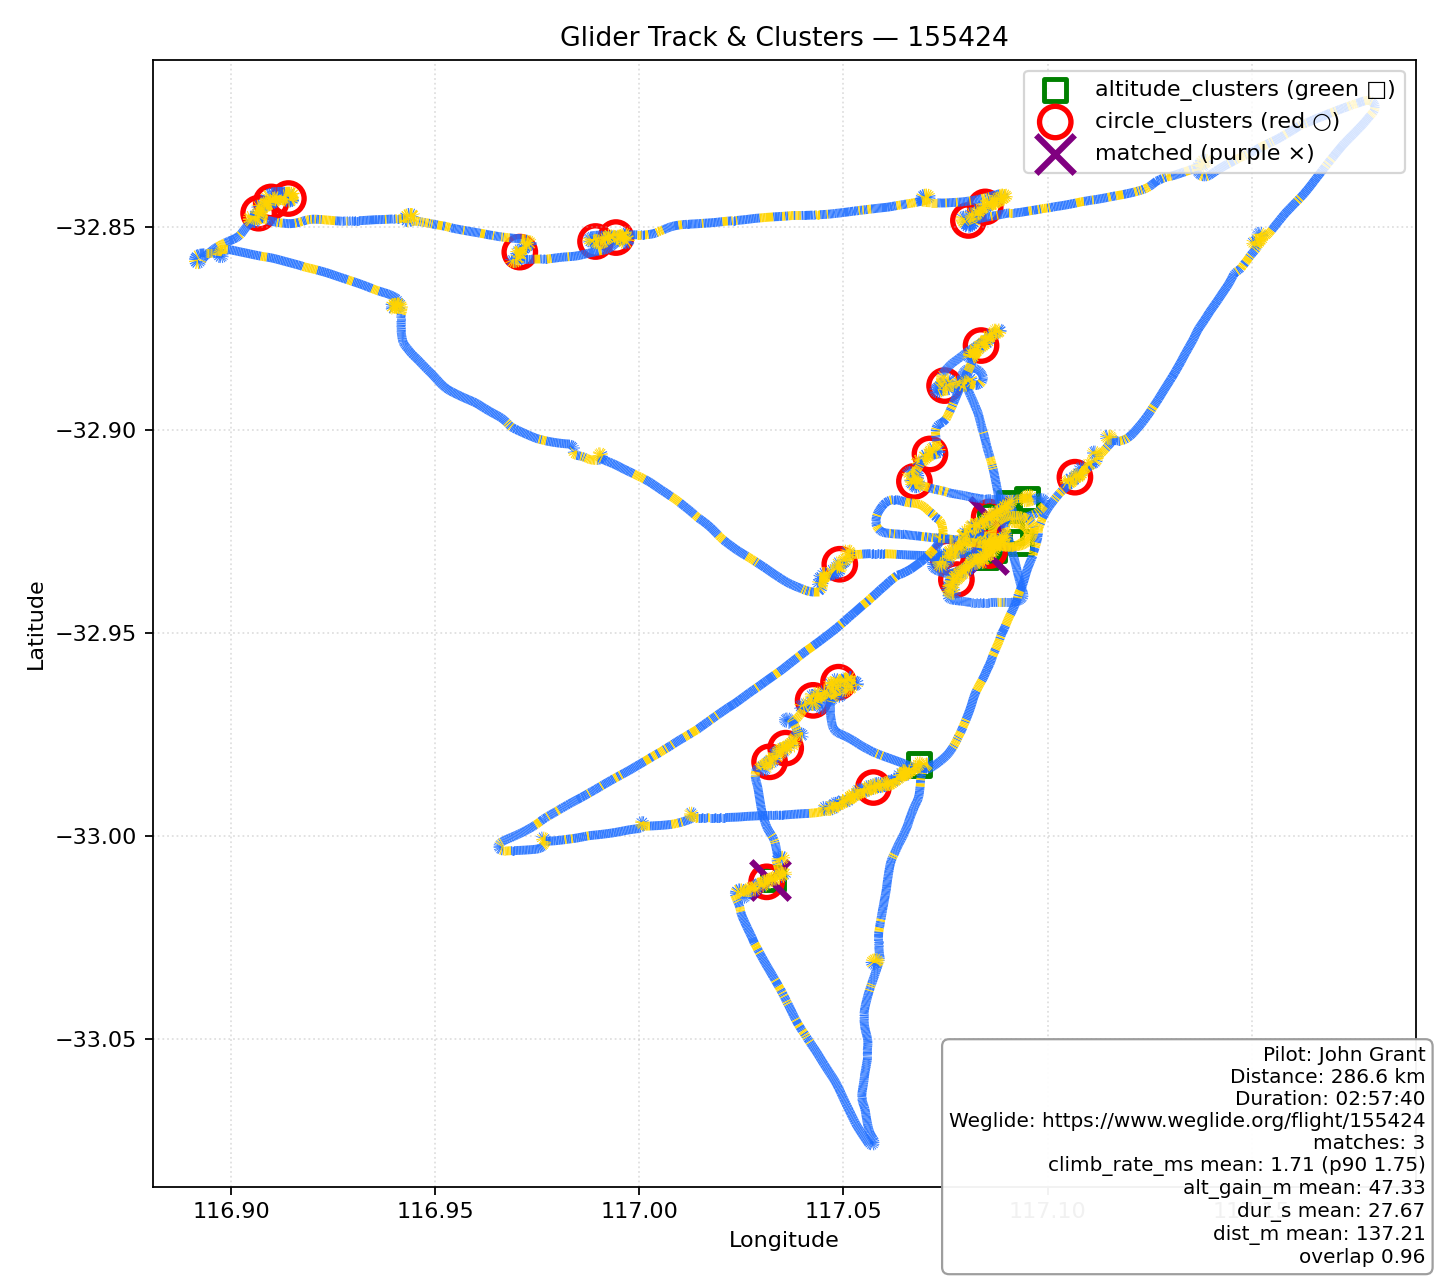 Glider Track & Clusters — 155424
altitude_clusters (green □)
circle_clusters (red ○)
matched (purple ×)
Latitude
−32.85
−32.90
−32.95
−33.00
−33.05
116.90
116.95
117.00
117.05
117.10
Longitude
Pilot: John Grant
Distance: 286.6 km
Duration: 02:57:40
Weglide: https://www.weglide.org/flight/155424
matches: 3
climb_rate_ms mean: 1.71 (p90 1.75)
alt_gain_m mean: 47.33
dur_s mean: 27.67
dist_m mean: 137.21
overlap 0.96